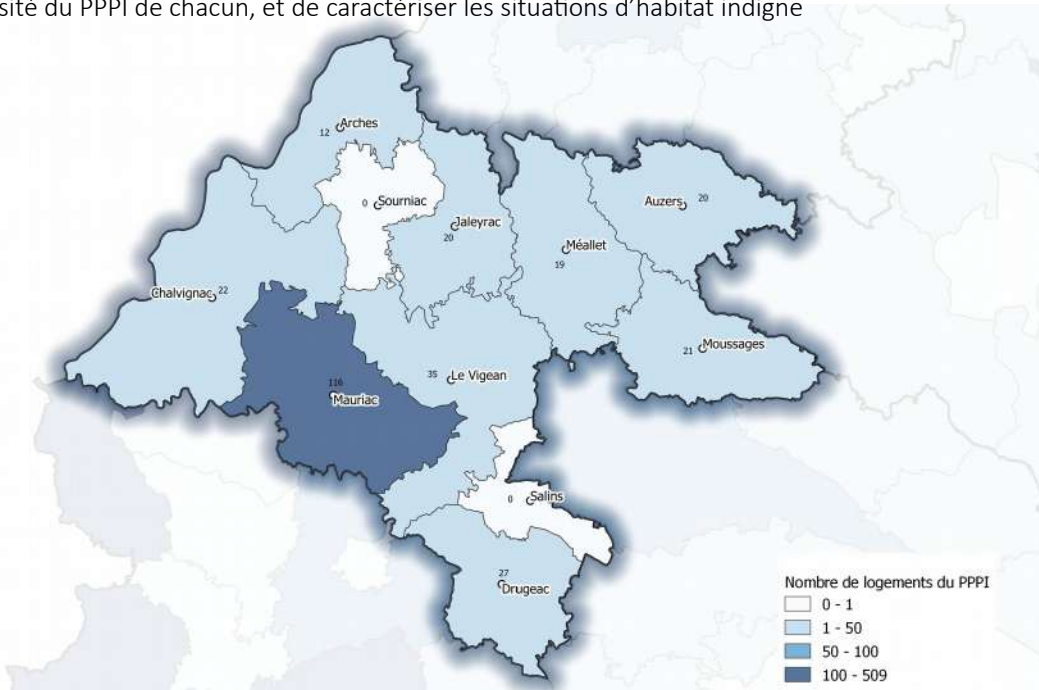 sité du PPPI de chacun, et de caractériser les situations d’habitat indigne
Arches
12
Sourniac
0
Jaleyrac
20
Auzers
20
Méallet
19
Chalvignac
22
Moussages
21
Le Vigean
35
116
Mauriac
Salins
0
27
Drugeac
Nombre de logements du PPPI
0 - 1
1 - 50
50 - 100
100 - 509